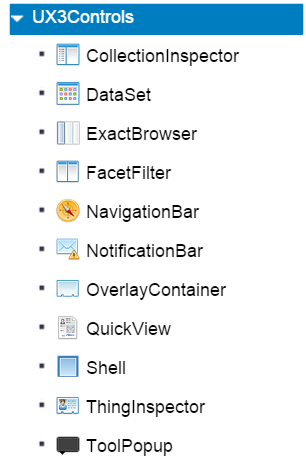 UX3Controls
CollectionInspector
DataSet
ExactBrowser
FacetFilter
NavigationBar
NotificationBar
OverlayContainer
QuickView
Shell
ThingInspector
ToolPopup